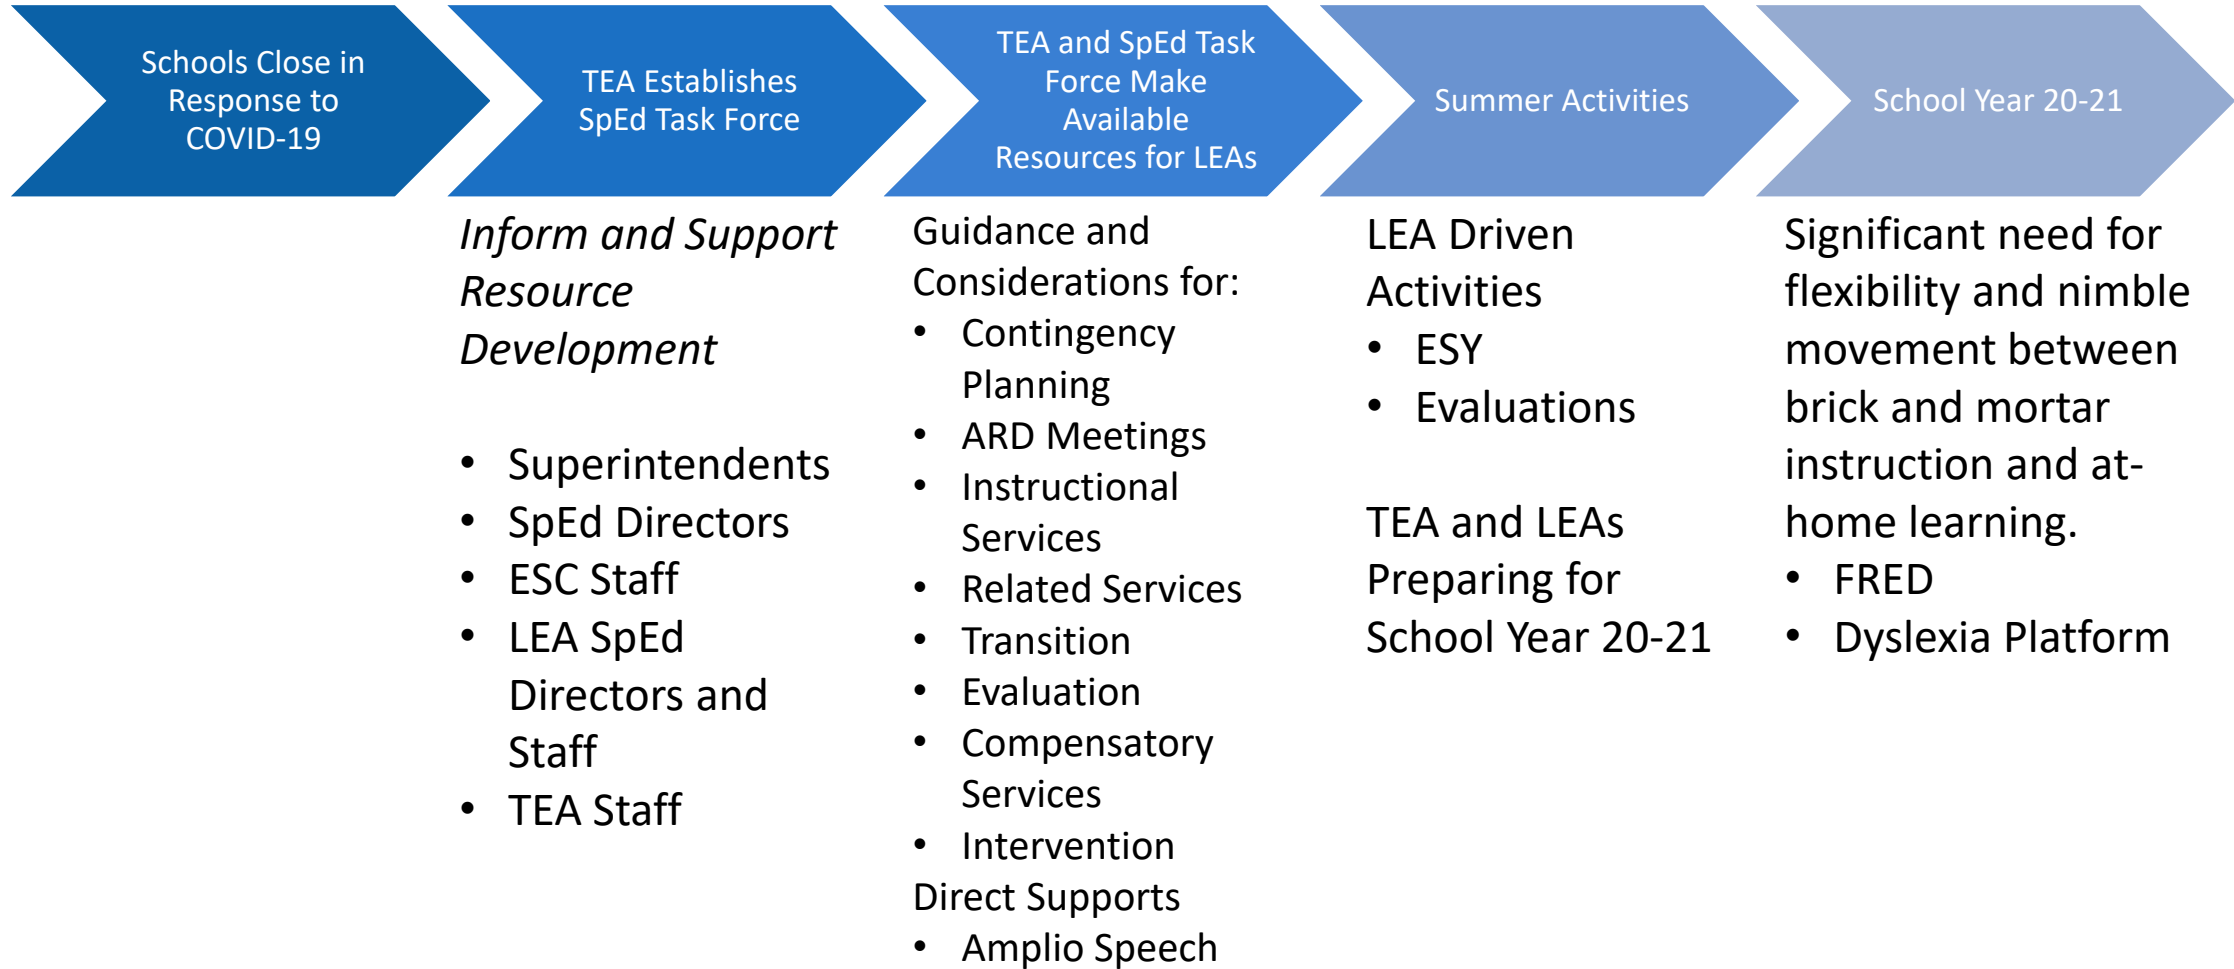 Schools Close in
Response to
COVID-19
TEA Establishes
SpEd Task Force
TEA and SpEd Task
Force Make
Available
Resources for LEAs
Summer Activities
School Year 20-21
Inform and Support
Resource
Development
• Superintendents
• SpEd Directors
• ESC Staff
• LEA SpEd
Directors and
Staff
• TEA Staff
Guidance and
Considerations for:
• Contingency
Planning
• ARD Meetings
• Instructional
Services
• Related Services
• Transition
• Evaluation
• Compensatory
Services
• Intervention
Direct Supports
• Amplio Speech
LEA Driven
Activities
• ESY
• Evaluations
TEA and LEAs
Preparing for
School Year 20-21
Significant need for
flexibility and nimble
movement between
brick and mortar
instruction and at-
home learning.
• FRED
• Dyslexia Platform